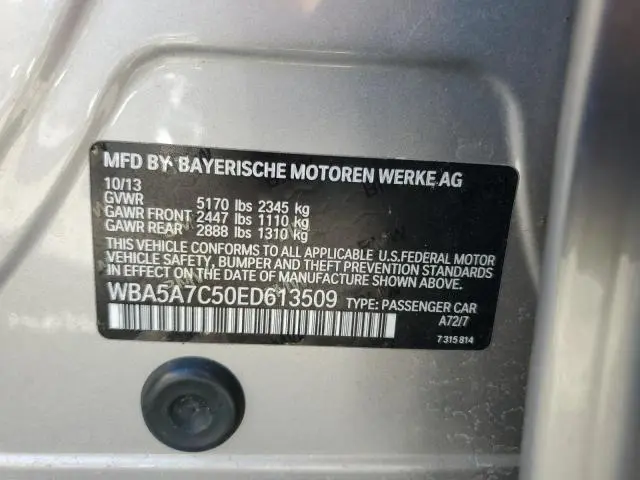 MFD BY BAYERISCHE MOTOREN WERKE AG
10/13
GVWR 5170 lbs 2345 kg
GAWR FRONT 2447 lbs 1110 kg
GAWR REAR 2888 lbs 1310 kg
THIS VEHICLE CONFORMS TO ALL APPLICABLE U.S.FEDERAL MOTOR
VEHICLE SAFETY, BUMPER AND THEFT PREVENTION STANDARDS
IN EFFECT ON THE DATE OF MANUFACTURE SHOWN ABOVE.
WBA5A7C50ED613509 TYPE: PASSENGER CAR
A72/7
7 315 814